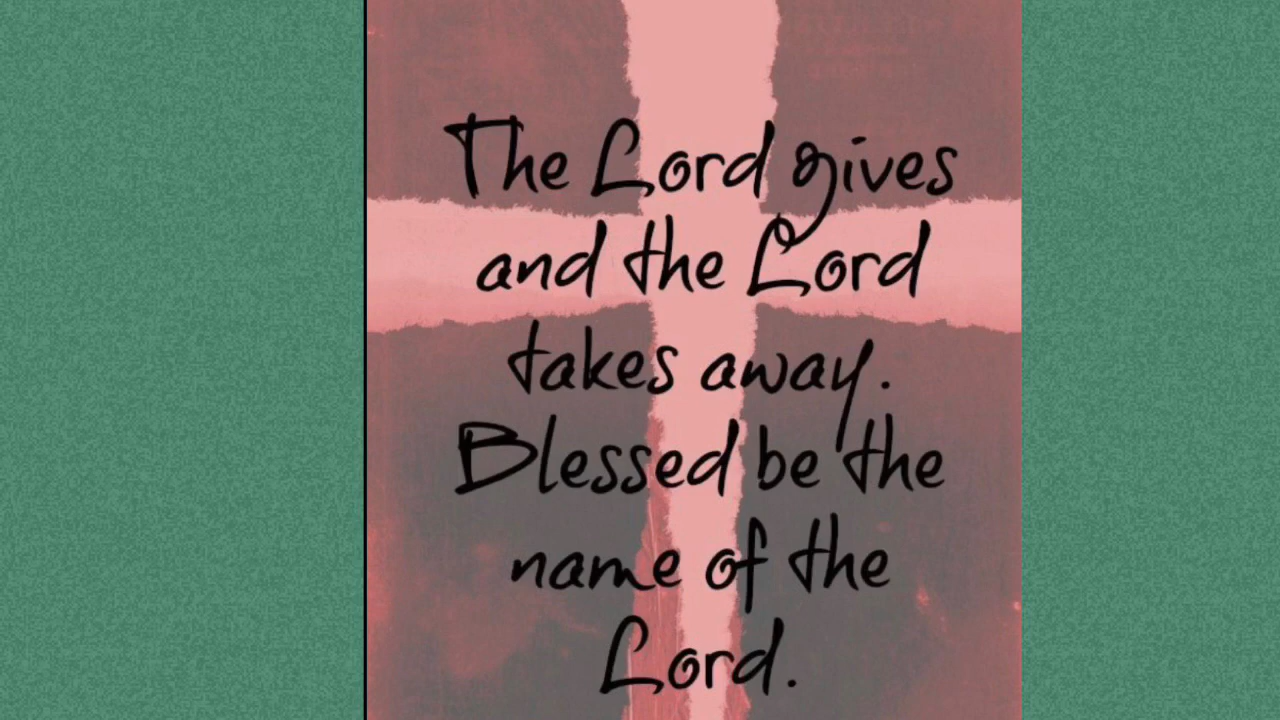 The Lord gives
and the Lord
takes away.
Blessed be the
name of the
Lord.